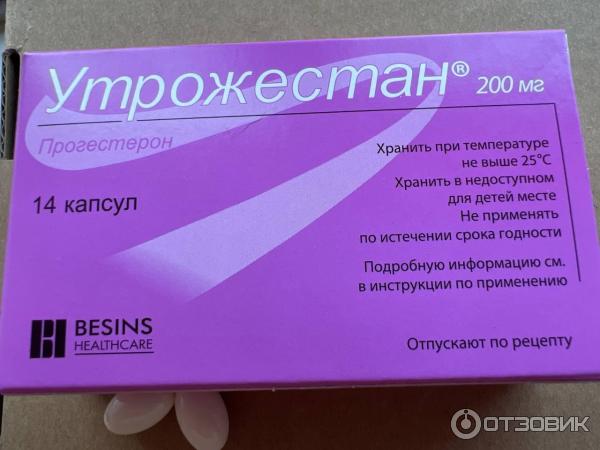 Утрожестан® 200 мг
Прогестерон
14 капсул
Хранить при температуре
не выше 25°С
Хранить в недоступном
для детей месте
Не применять
по истечении срока годности
Подробную информацию см.
в инструкции по применению
BESINS
HEALTHCARE
Отпускают по рецепту
ОТЗОВИК